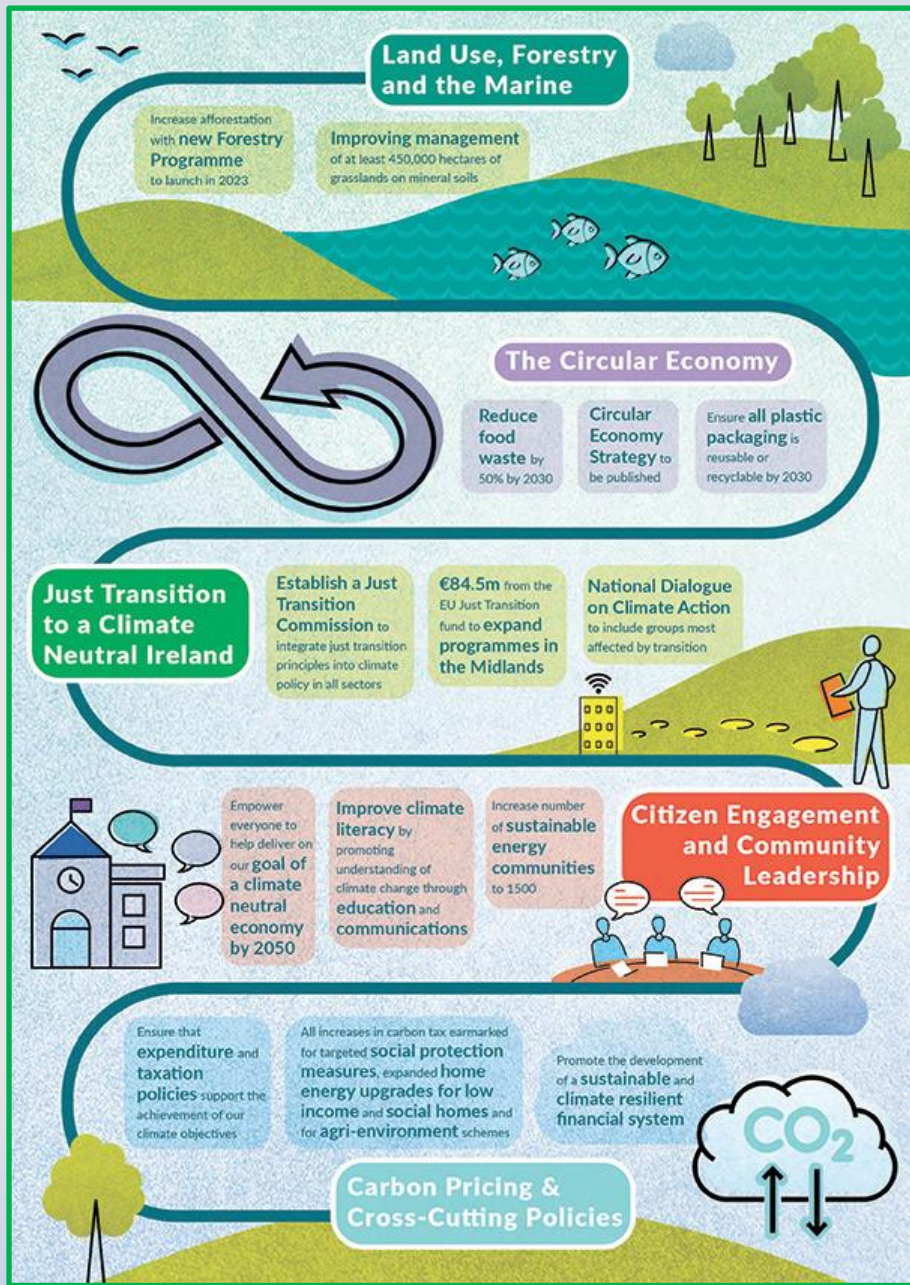 Land Use, Forestry
and the Marine
Increase afforestation
with new Forestry
Programme
to launch in 2023
Improving management
of at least 450,000 hectares of
grasslands on mineral soils
The Circular Economy
Reduce
food
waste by
50% by 2030
Circular
Economy
Strategy to
be published
Ensure all plastic
packaging is
reusable or
recyclable by 2030
Just Transition
to a Climate
Neutral Ireland
Establish a Just
Transition
Commission to
integrate just transition
principles into climate
policy in all sectors
€84.5m from the
EU Just Transition
fund to expand
programmes in
the Midlands
National Dialogue
on Climate Action
to include groups most
affected by transition
Empower
everyone to
help deliver on
our goal of
a climate
neutral
economy
by 2050
Improve climate
literacy by
promoting
understanding of
climate change through
education and
communications
Increase number
of sustainable
energy
communities
to 1500
Citizen Engagement
and Community
Leadership
Ensure that
expenditure and
taxation
policies support the
achievement of our
climate objectives
All increases in carbon tax earmarked
for targeted social protection
measures, expanded home
energy upgrades for low
income and social homes and
for agri-environment schemes
Promote the development
of a sustainable and
climate resilient
financial system
CO2
Carbon Pricing &
Cross-Cutting Policies